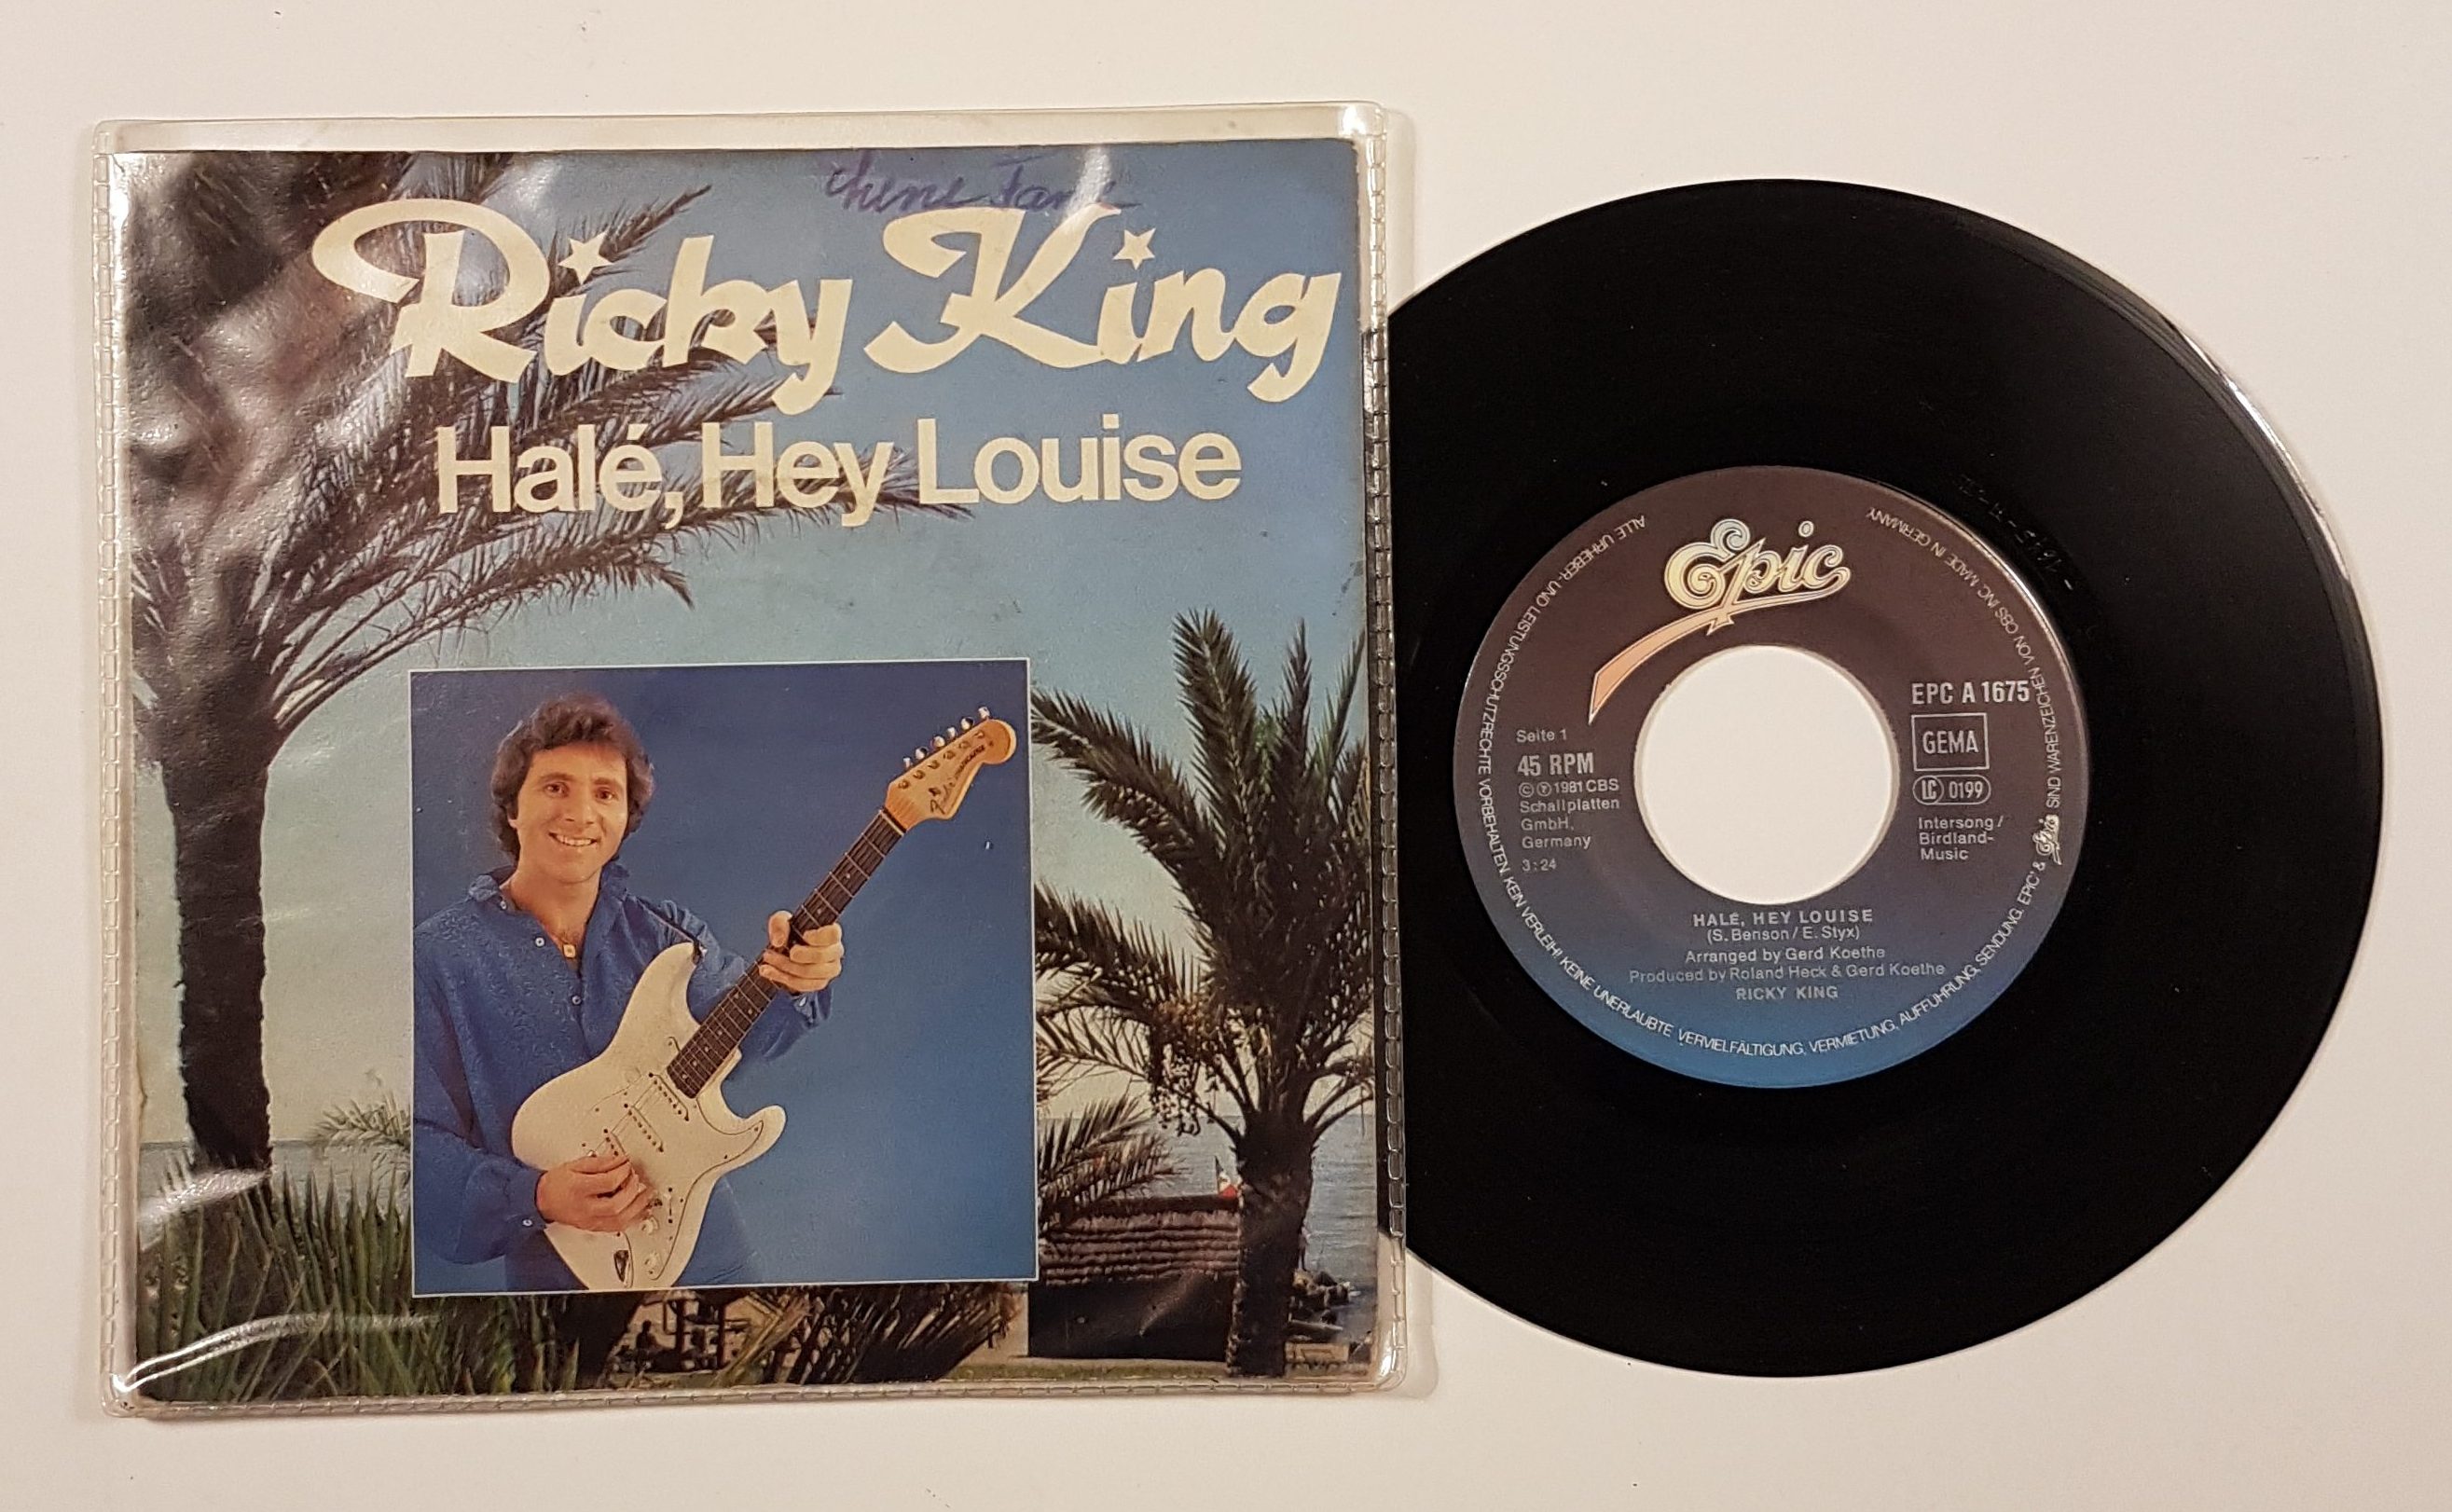 Ricky King
Halé, Hey Louise
Epic
EPC A 1675
GEMA
LC 0199
Intersong /
Birdland-
Music
Seite 1
45 RPM
© ℗ 1981 CBS
Schallplatten
GmbH,
Germany
3:24
HALÉ, HEY LOUISE
(S. Benson / E. Styx)
Arranged by Gerd Koethe
Produced by Roland Heck & Gerd Koethe
RICKY KING
ALLE URHEBER- UND LEISTUNGSSCHUTZRECHTE VORBEHALTEN. KEIN VERLEIH! KEINE UNERLAUBTE VERVIELFÄLTIGUNG, VERMIETUNG, AUFFÜHRUNG, SENDUNG. EPIC' & Epic SIND WARENZEICHEN VON CBS INC. MADE IN GERMANY